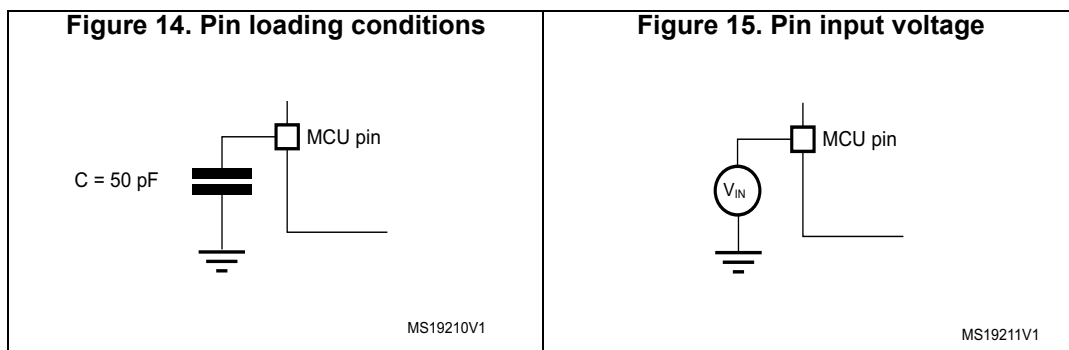 Figure 14. Pin loading conditions
MCU pin
C = 50 pF
MS19210V1
Figure 15. Pin input voltage
MCU pin
VIN
MS19211V1